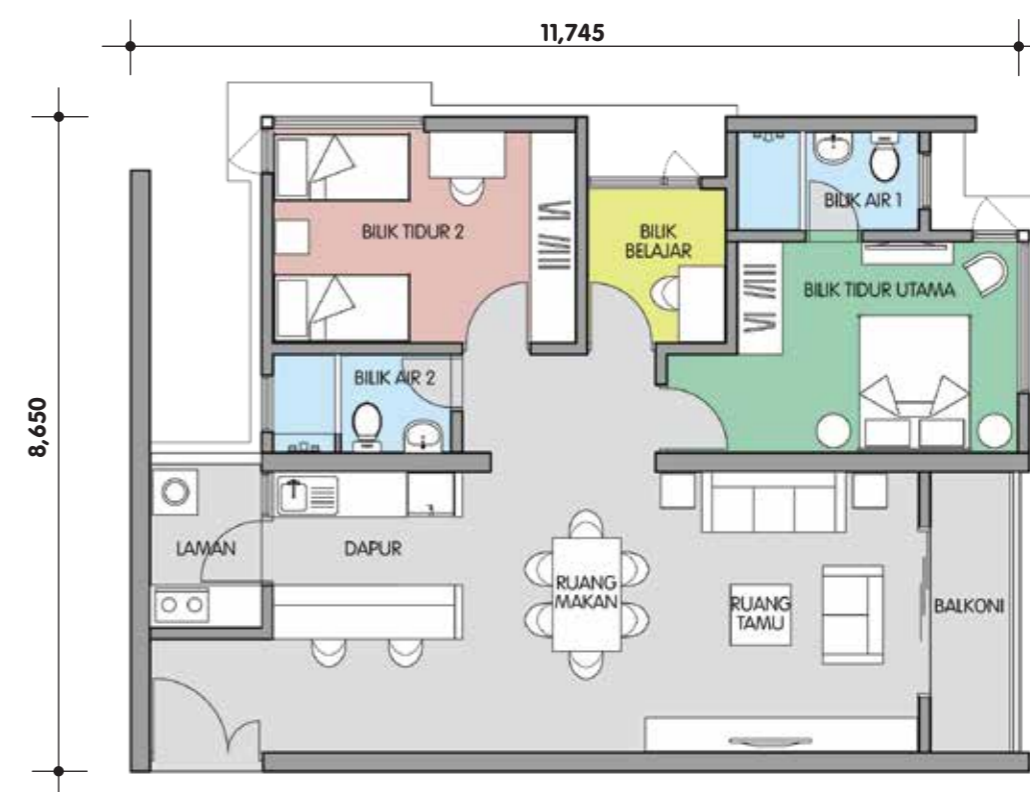 11,745
8,650
BILIK TIDUR 2
BILIK
BELAJAR
BILIK AIR 1
BILIK TIDUR UTAMA
BILIK AIR 2
LAMAN
DAPUR
RUANG
MAKAN
RUANG
TAMU
BALKONI